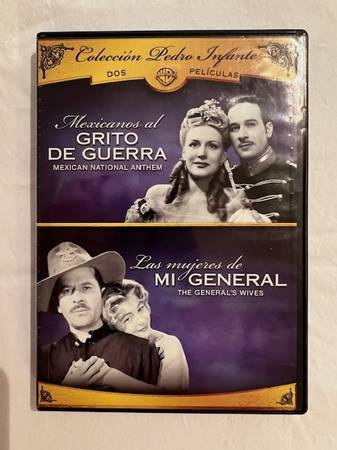 Colección Pedro Infante
DOS PELÍCULAS
WB
Mexicanos al
GRITO
DE GUERRA
MEXICAN NATIONAL ANTHEM
Las mujeres de
MI GENERAL
THE GENERAL'S WIVES